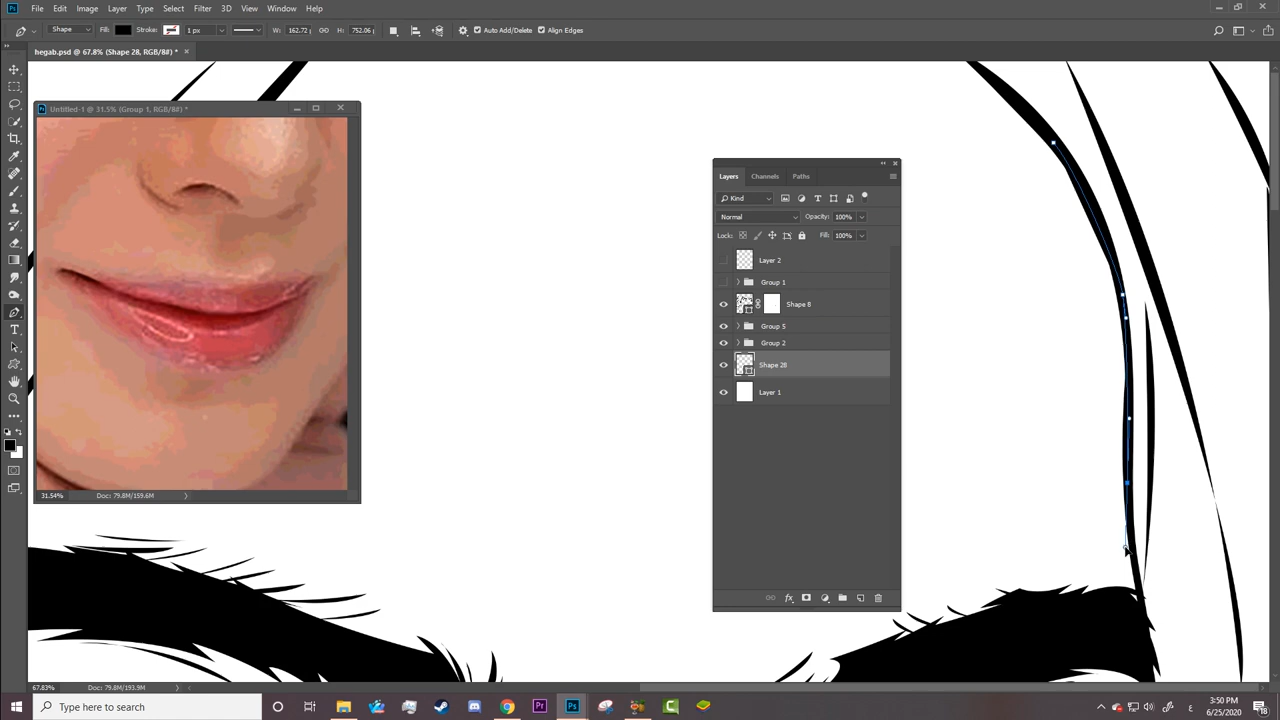 File Edit Image Layer Type Select Filter 3D View Window Help
Shape Fill: Stroke: 1 px W: 162.72 H: 752.06 Auto Add/Delete Align Edges
hegab.psd @ 67.8% (Shape 28, RGB/8#) *
Untitled-1 @ 31.5% (Group 1, RGB/8#) *
31.54% Doc: 79.8M/159.6M
Layers Channels Paths
Kind
Normal Opacity: 100%
Lock: Fill: 100%
Layer 2
Group 1
Shape 8
Group 5
Group 2
Shape 28
Layer 1
fx
67.83% Doc: 79.8M/193.9M
Type here to search
Pr Ps
ع
3:50 PM
6/25/2020
18